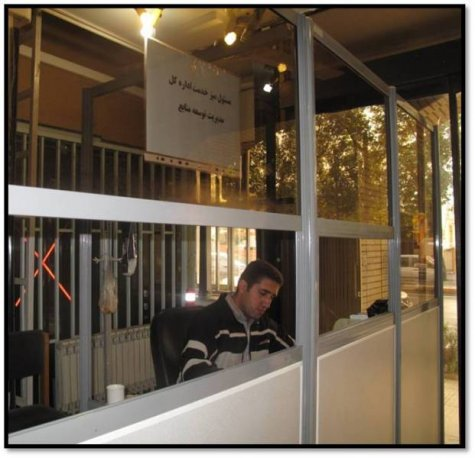 مسئول میز خدمت اداره کل
مدیریت توسعه منابع